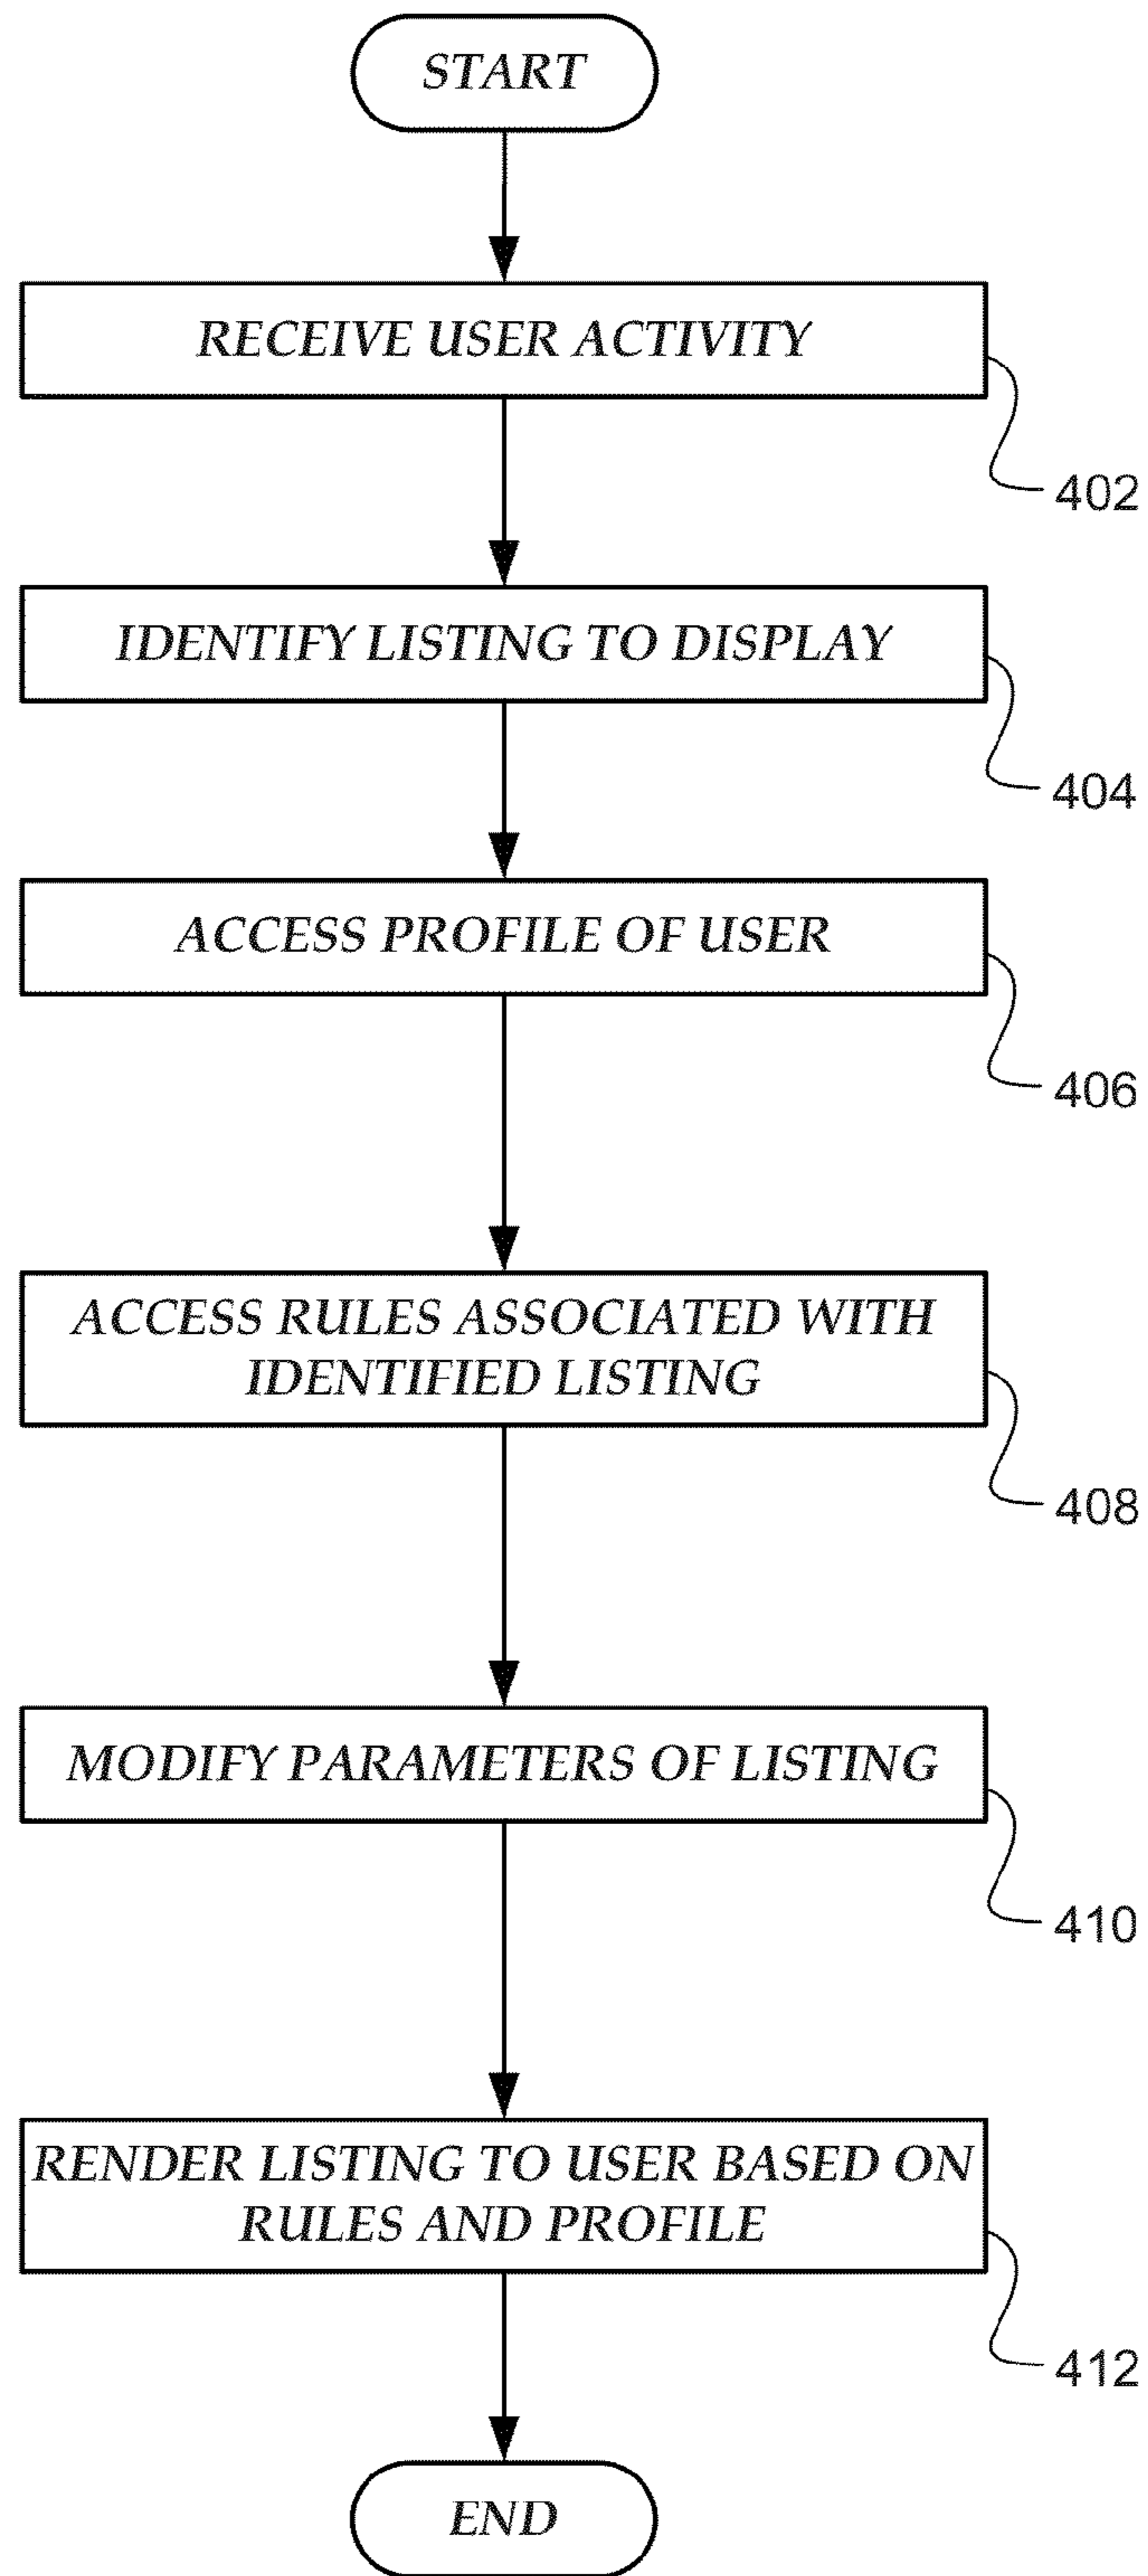 START
RECEIVE USER ACTIVITY
402
IDENTIFY LISTING TO DISPLAY
404
ACCESS PROFILE OF USER
406
ACCESS RULES ASSOCIATED WITH
IDENTIFIED LISTING
408
MODIFY PARAMETERS OF LISTING
410
RENDER LISTING TO USER BASED ON
RULES AND PROFILE
412
END